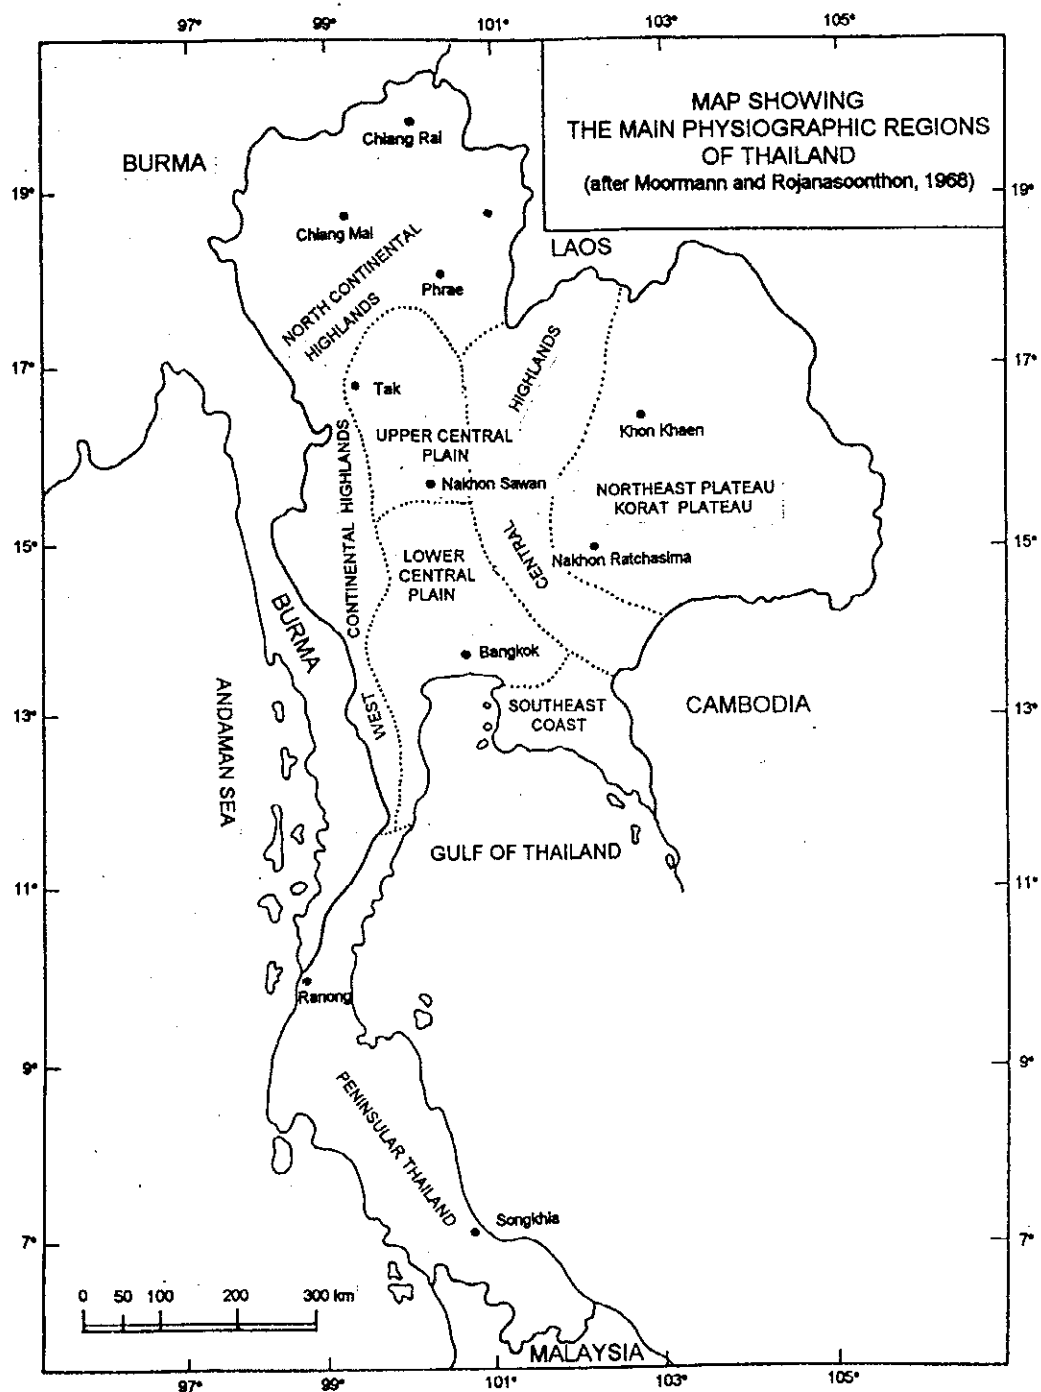 97° 99° 101° 103° 105°
MAP SHOWING
THE MAIN PHYSIOGRAPHIC REGIONS
OF THAILAND
(after Moormann and Rojanasoonthon, 1968)
Chiang Rai
BURMA
19° 19°
Chiang Mai
LAOS
NORTH CONTINENTAL
HIGHLANDS
Phrae
HIGHLANDS
17° 17°
Tak
Khon Khaen
UPPER CENTRAL
PLAIN
Nakhon Sawan
NORTHEAST PLATEAU
KORAT PLATEAU
CONTINENTAL HIGHLANDS
CENTRAL
15° 15°
Nakhon Ratchasima
LOWER
CENTRAL
PLAIN
BURMA
Bangkok
WEST
SOUTHEAST
COAST
CAMBODIA
13° 13°
ANDAMAN SEA
GULF OF THAILAND
11° 11°
Ranong
9° 9°
PENINSULAR THAILAND
Songkhia
7° 7°
0 50 100 200 300 km
MALAYSIA
97° 99° 101° 103° 105°